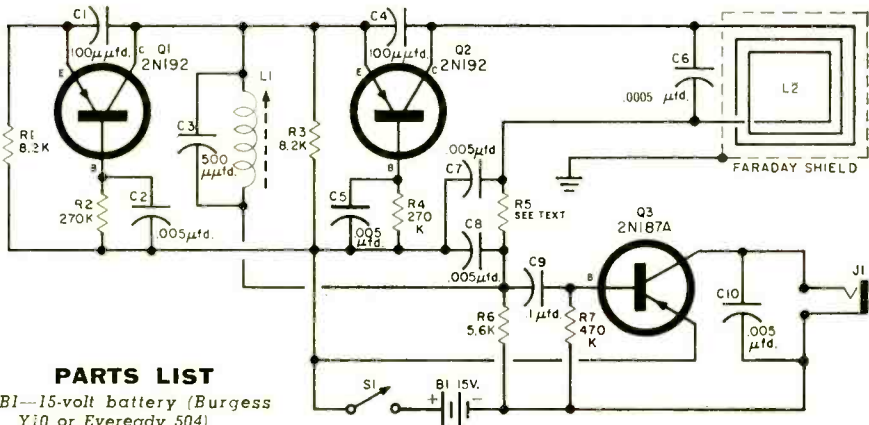 C1
100µµfd.
E
C
Q1
2N192
B
R1
8.2K
R2
270K
C2
.005µfd.
C3
500
µµfd.
L1
R3
8.2K
C4
100µµfd.
E
C
Q2
2N192
B
C5
.005
µfd.
R4
270
K
.005µfd
C7
C8
.005µfd.
R5
SEE TEXT
C6
.0005 µfd.
L2
FARADAY SHIELD
Q3
2N187A
B
C9
.1µfd.
R6
5.6K
R7
470
K
C10
.005
µfd.
J1
S1
B1 15V.
+
-
PARTS LIST
B1—15-volt battery (Burgess
Y10 or Eveready 504)